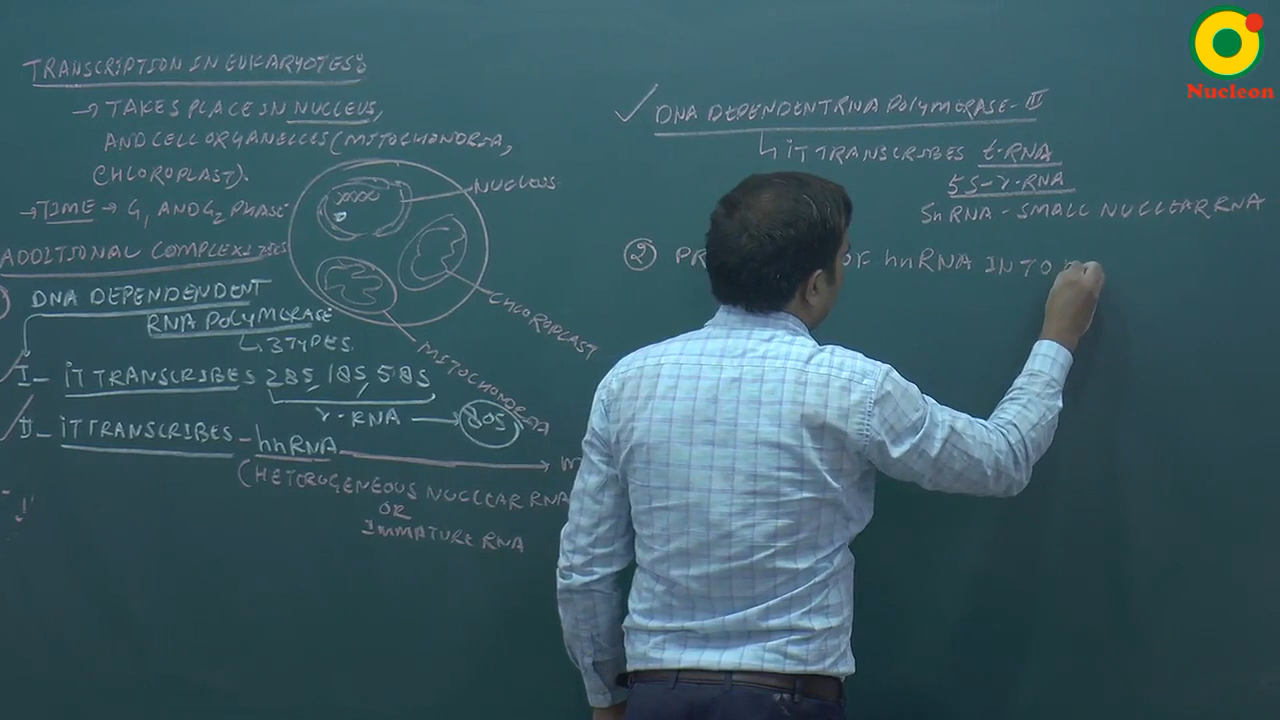 TRANSCRIPTION IN EUKARYOTES:
→ TAKES PLACE IN NUCLEUS,
AND CELL ORGANELLES (MITOCHONDRIA,
CHLOROPLAST).
→ TIME → G1 AND G2 PHASE
ADDITIONAL COMPLEXITIES
DNA DEPENDENDENT
RNA POLYMERASE
↳ 3 TYPES.
I - iT TRANSCRIBES 28S, 18S, 5.8S
r-RNA → 80S
II - iT TRANSCRIBES - hnRNA → m
(HETEROGENEOUS NUCLEAR RNA
OR
IMMATURE RNA
NUCLEUS
CHLOROPLAST
MITOCHONDRIA
✓ DNA DEPENDENT RNA POLYMERASE - III
↳ iT TRANSCRIBES t-RNA
5S-r-RNA
SnRNA - SMALL NUCLEAR RNA
② PR OF hnRNA INTO
Nucleon